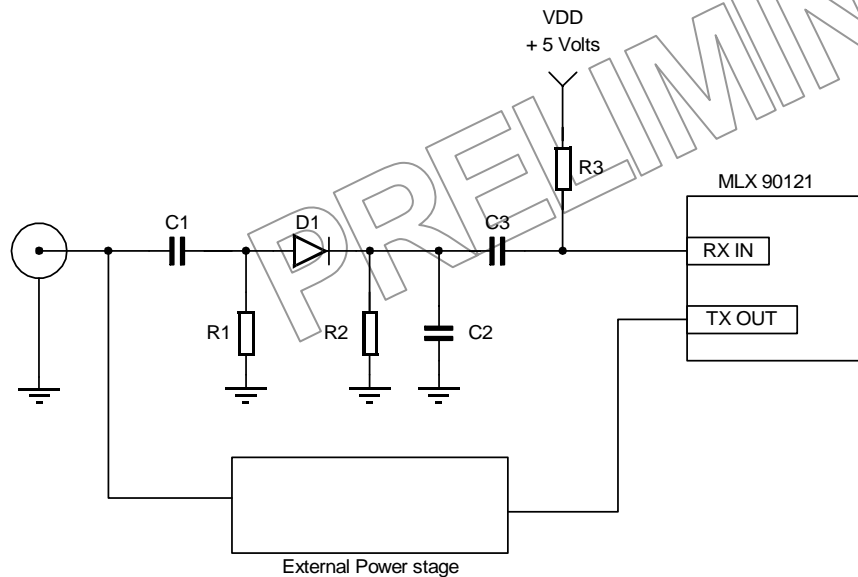 VDD
+ 5 Volts
PRELIMIN
R3
MLX 90121
C1
D1
C3
RX IN
TX OUT
R1
R2
C2
External Power stage